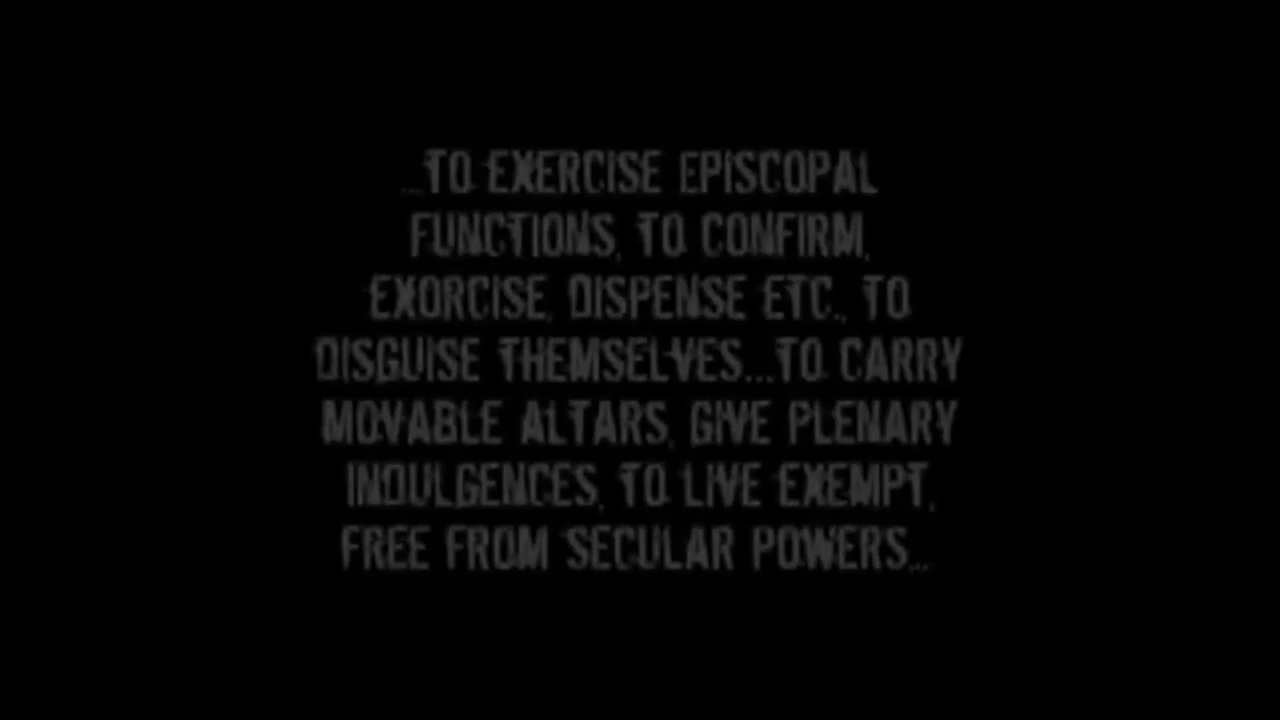 ...TO EXERCISE EPISCOPAL
FUNCTIONS, TO CONFIRM,
EXORCISE, DISPENSE ETC., TO
DISGUISE THEMSELVES...TO CARRY
MOVABLE ALTARS, GIVE PLENARY
INDULGENCES, TO LIVE EXEMPT,
FREE FROM SECULAR POWERS...